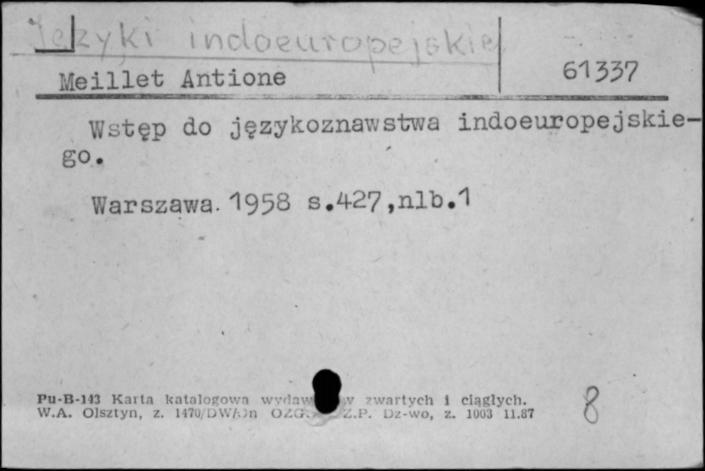 Języki indoeuropejskie
Meillet Antione 61337
Wstęp do językoznawstwa indoeuropejskie-
go.
Warszawa. 1958 s.427,nlb.1
Pu-B-143 Karta katalogowa zwartych i ciągłych. 8
W.A. Olsztyn, z. 1470/DW/Dn Z.P. Dz-wo, z. 1003 11.87